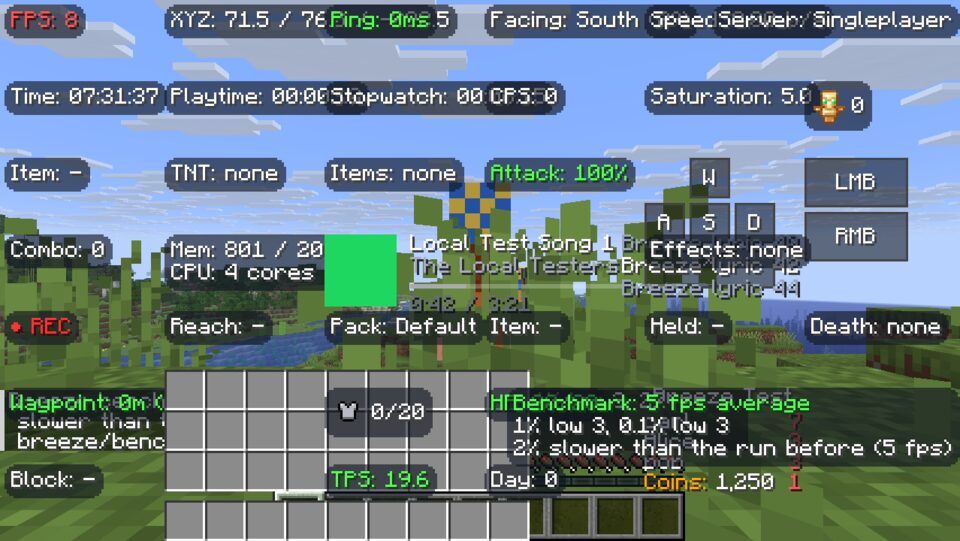 FPS: 8
XYZ: 71.5 / 76
Ping: 0ms
5
Facing: South
Speed
Server: Singleplayer
Time: 07:31:37
Playtime: 00:00
Stopwatch: 00
CPS: 0
Saturation: 5.0
0
Item: -
TNT: none
Items: none
Attack: 100%
W
LMB
A
S
D
RMB
Combo: 0
Mem: 801 / 20
CPU: 4 cores
Local Test Song 1
The Local Testers
0:42 / 3:21
Effects: none
Breeze lyric 42
Breeze lyric 44
REC
Reach: -
Pack: Default
Item: -
Held: -
Death: none
Waypoint: 0m
slower than
breeze/benc
0/20
Breeze Test
Benchmark: 5 fps average
1% low 3, 0.1% low 3
2% slower than the run before (5 fps)
Block: -
TPS: 19.6
Day: 0
Coins: 1,250
1